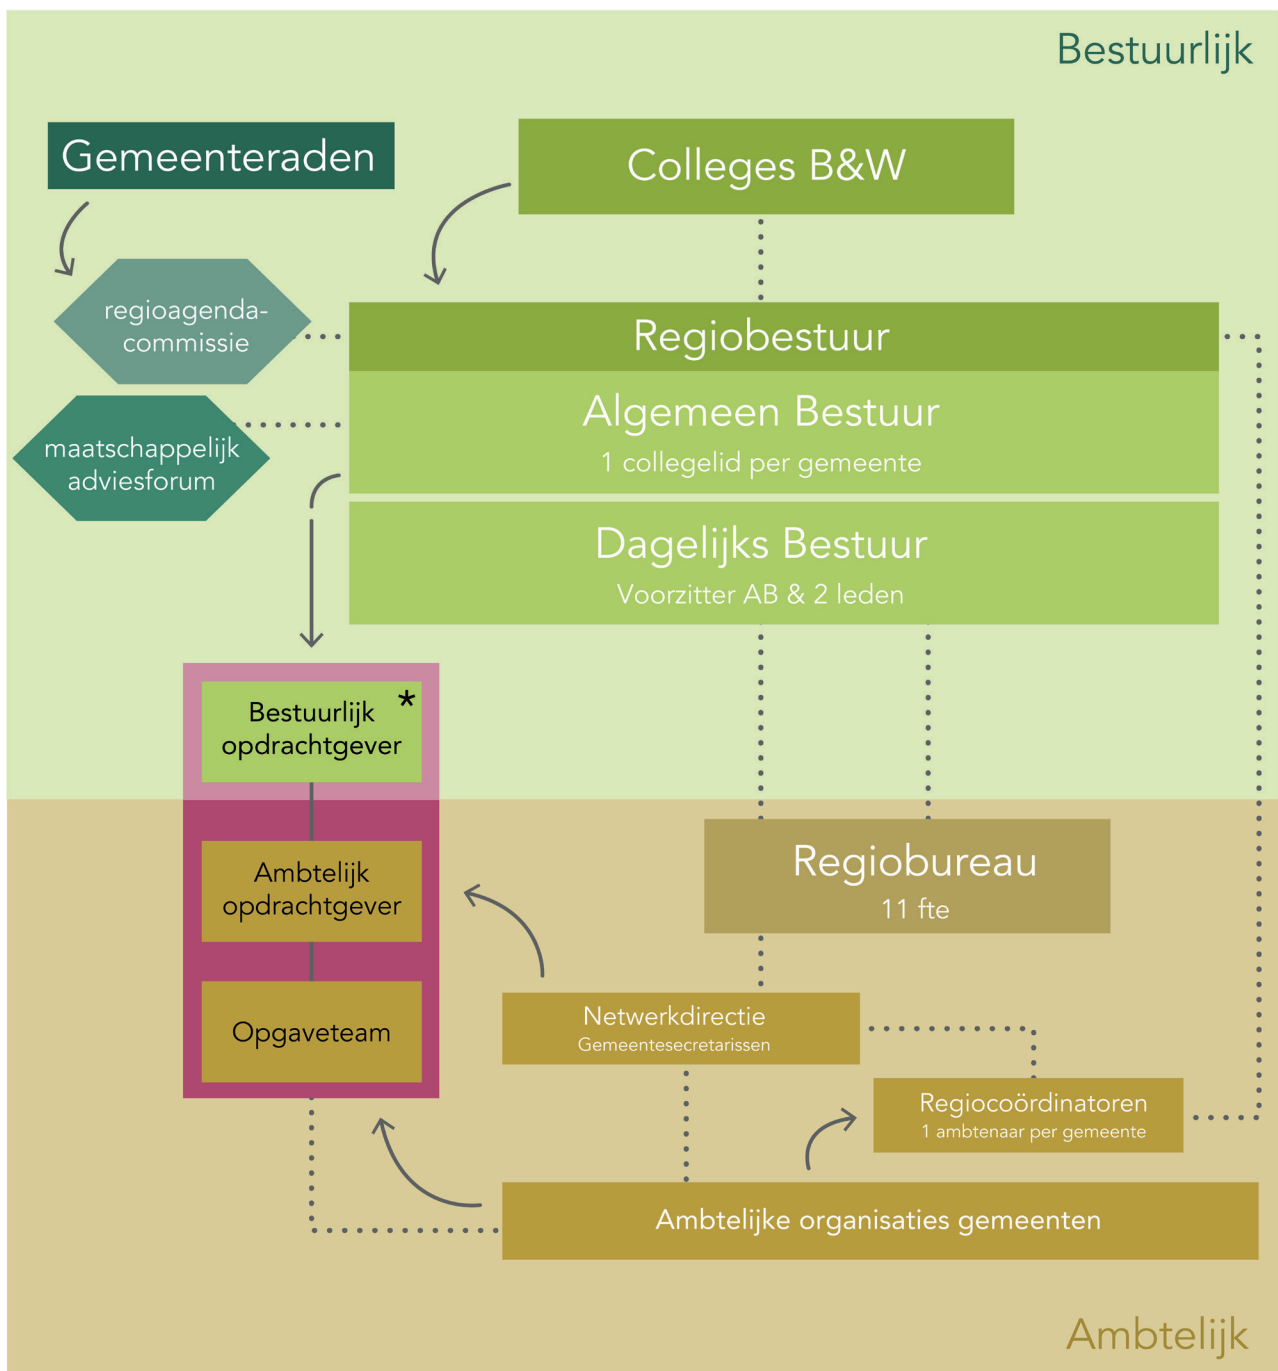 Bestuurlijk
Gemeenteraden
Colleges B&W
regioagenda-
commissie
Regiobestuur
Algemeen Bestuur
1 collegelid per gemeente
maatschappelijk
adviesforum
Dagelijks Bestuur
Voorzitter AB & 2 leden
Bestuurlijk *
opdrachtgever
Ambtelijk
opdrachtgever
Regiobureau
11 fte
Opgaveteam
Netwerkdirectie
Gemeentesecretarissen
Regiocoördinatoren
1 ambtenaar per gemeente
Ambtelijke organisaties gemeenten
Ambtelijk